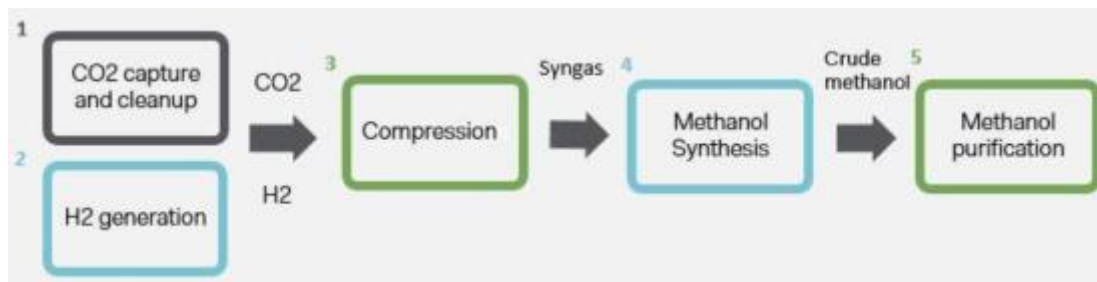 1
CO2 capture
and cleanup
2
H2 generation
CO2
H2
3
Compression
Syngas
4
Methanol
Synthesis
Crude
methanol
5
Methanol
purification